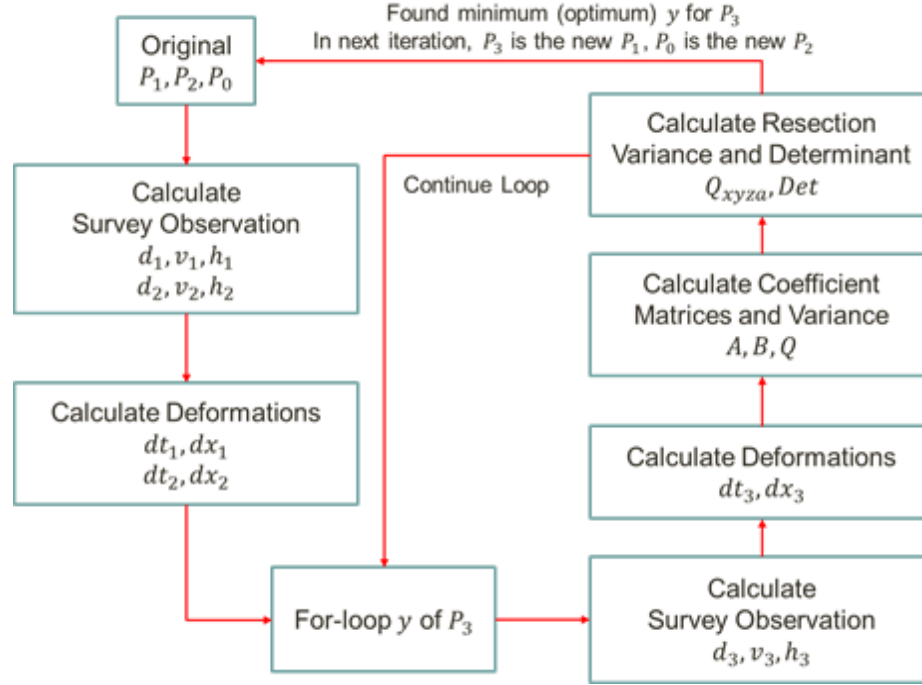 Found minimum (optimum) y for P₃
In next iteration, P₃ is the new P₁, P₀ is the new P₂
Original
P₁, P₂, P₀
Calculate
Survey Observation
d₁, v₁, h₁
d₂, v₂, h₂
Calculate Deformations
dt₁, dx₁
dt₂, dx₂
For-loop y of P₃
Calculate
Survey Observation
d₃, v₃, h₃
Calculate Deformations
dt₃, dx₃
Calculate Coefficient
Matrices and Variance
A, B, Q
Calculate Resection
Variance and Determinant
Qₓyza, Det
Continue Loop